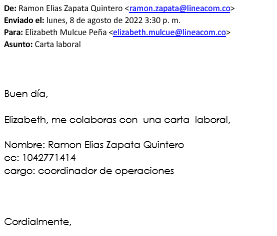 De: Ramon Elias Zapata Quintero <ramon.zapata@lineacom.co>
Enviado el: lunes, 8 de agosto de 2022 3:30 p. m.
Para: Elizabeth Mulcue Peña <elizabeth.mulcue@lineacom.co>
Asunto: Carta laboral
Buen día,
Elizabeth, me colaboras con una carta laboral,
Nombre: Ramon Elias Zapata Quintero
cc: 1042771414
cargo: coordinador de operaciones
Cordialmente,